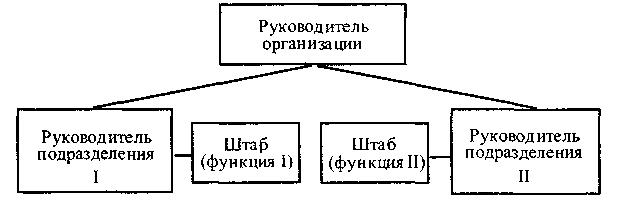 Руководитель
организации
Руководитель
подразделения
I
Штаб
(функция I)
Штаб
(функция II)
Руководитель
подразделения
II